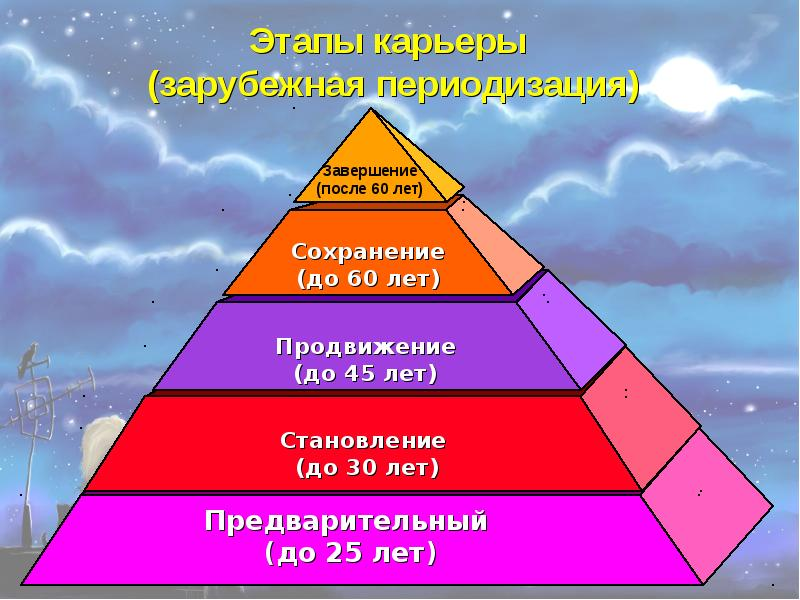 Этапы карьеры
(зарубежная периодизация)
Завершение
(после 60 лет)
Сохранение
(до 60 лет)
Продвижение
(до 45 лет)
Становление
(до 30 лет)
Предварительный
(до 25 лет)